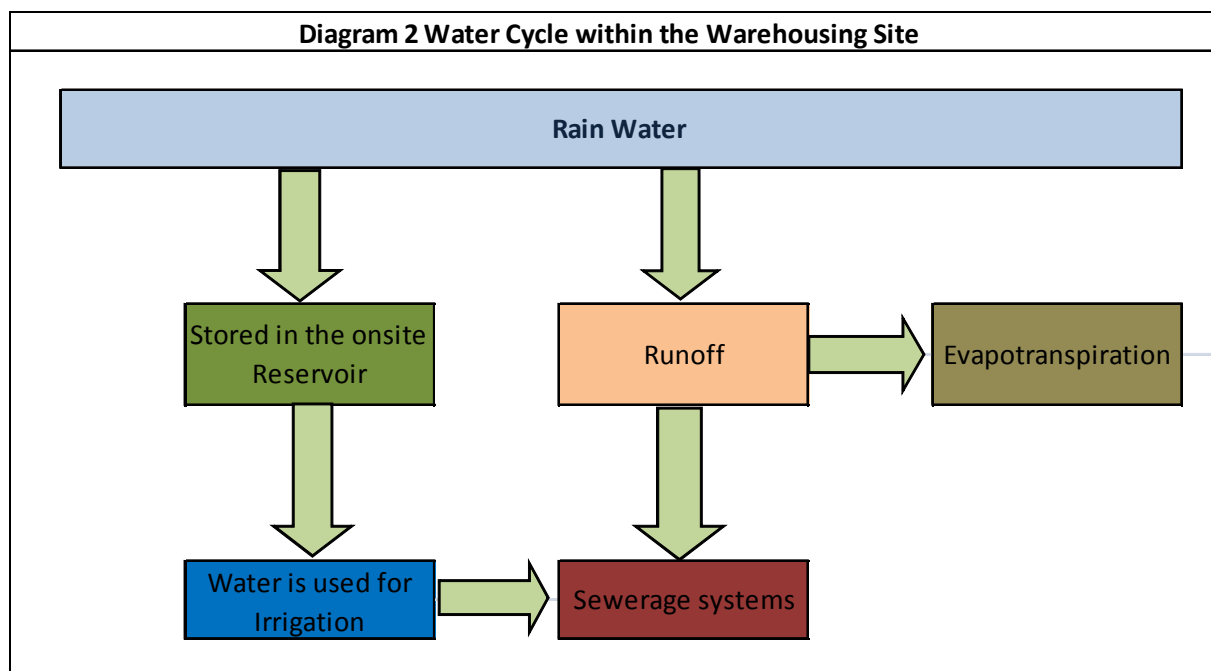 Diagram 2 Water Cycle within the Warehousing Site
Rain Water
Stored in the onsite
Reservoir
Runoff
Evapotranspiration
Water is used for
Irrigation
Sewerage systems